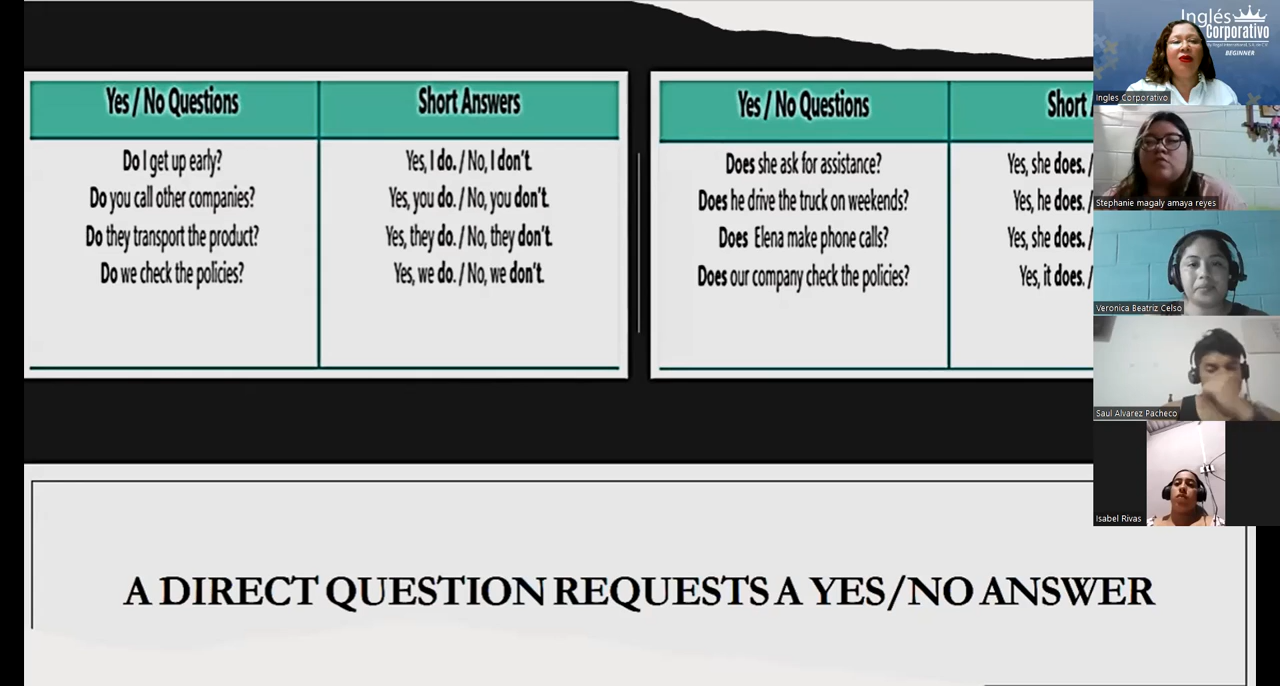 Yes / No Questions
Short Answers
Do I get up early?
Yes, I do. / No, I don't.
Do you call other companies?
Yes, you do. / No, you don't.
Do they transport the product?
Yes, they do. / No, they don't.
Do we check the policies?
Yes, we do. / No, we don't.
Yes / No Questions
Short
Does she ask for assistance?
Yes, she does. /
Does he drive the truck on weekends?
Yes, he does. /
Does Elena make phone calls?
Yes, she does. /
Does our company check the policies?
Yes, it does. /
A DIRECT QUESTION REQUESTS A YES/NO ANSWER
Inglés
Corporativo
BEGINNER
Ingles Corporativo
Stephanie magaly amaya reyes
Veronica Beatriz Celso
Saul Alvarez Pacheco
Isabel Rivas